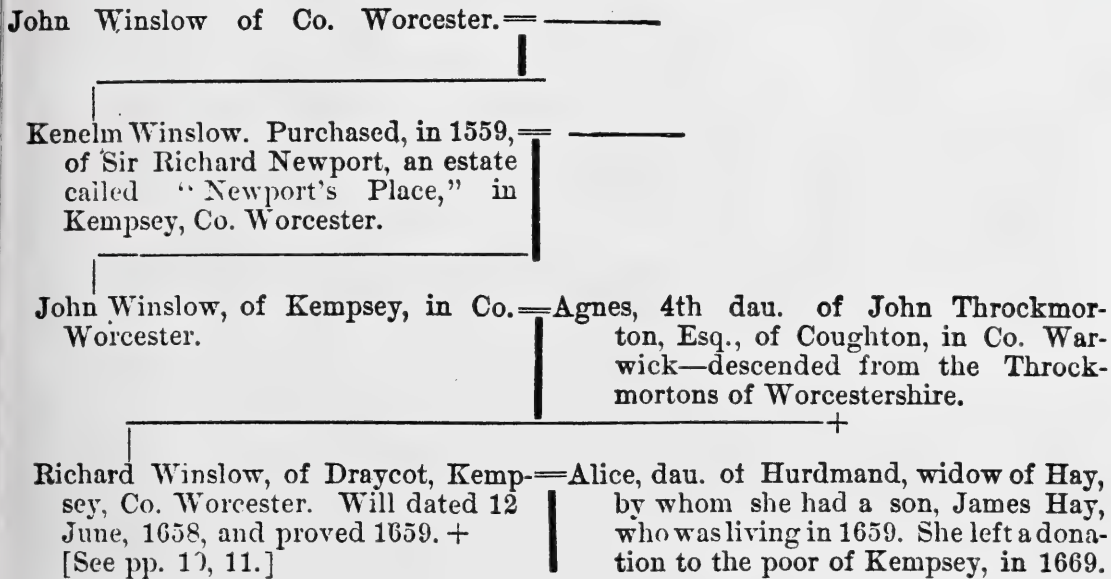 John Winslow of Co. Worcester.=
Kenelm Winslow. Purchased, in 1559,=
of Sir Richard Newport, an estate
called "Newport's Place," in
Kempsey, Co. Worcester.
John Winslow, of Kempsey, in Co.=Agnes, 4th dau. of John Throckmor-
Worcester. ton, Esq., of Coughton, in Co. War-
wick—descended from the Throck-
mortons of Worcestershire.
+
Richard Winslow, of Draycot, Kemp-=Alice, dau. of Hurdmand, widow of Hay,
sey, Co. Worcester. Will dated 12 by whom she had a son, James Hay,
June, 1658, and proved 1659. + who was living in 1659. She left a dona-
[See pp. 10, 11.] tion to the poor of Kempsey, in 1669.